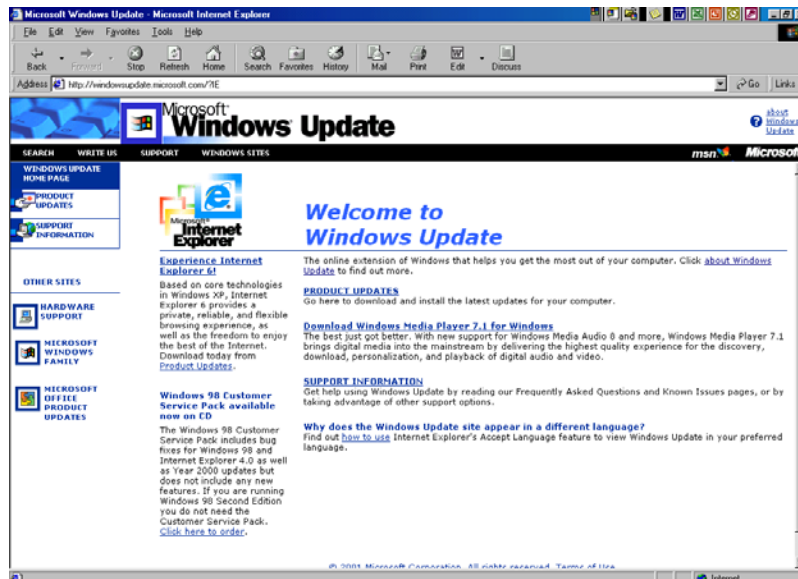 Microsoft Windows Update - Microsoft Internet Explorer
File Edit View Favorites Tools Help
Back Forward Stop Refresh Home Search Favorites History Mail Print Edit Discuss
Address http://windowsupdate.microsoft.com/?IE Go Links
Microsoft
Windows Update
about
Windows
Update
SEARCH WRITE US SUPPORT WINDOWS SITES msn Microsoft
WINDOWS UPDATE
HOME PAGE
PRODUCT
UPDATES
SUPPORT
INFORMATION
OTHER SITES
HARDWARE
SUPPORT
MICROSOFT
WINDOWS
FAMILY
MICROSOFT
OFFICE
PRODUCT
UPDATES
Microsoft
Internet
Explorer
Experience Internet
Explorer 6!
Based on core technologies
in Windows XP, Internet
Explorer 6 provides a
private, reliable, and flexible
browsing experience, as
well as the freedom to enjoy
the best of the Internet.
Download today from
Product Updates.
Windows 98 Customer
Service Pack available
now on CD
The Windows 98 Customer
Service Pack includes bug
fixes for Windows 98 and
Internet Explorer 4.0 as well
as Year 2000 updates but
does not include any new
features. If you are running
Windows 98 Second Edition
you do not need the
Customer Service Pack.
Click here to order.
Welcome to
Windows Update
The online extension of Windows that helps you get the most out of your computer. Click about Windows
Update to find out more.
PRODUCT UPDATES
Go here to download and install the latest updates for your computer.
Download Windows Media Player 7.1 for Windows
The best just got better. With new support for Windows Media Audio 8 and more, Windows Media Player 7.1
brings digital media into the mainstream by delivering the highest quality experience for the discovery,
download, personalization, and playback of digital audio and video.
SUPPORT INFORMATION
Get help using Windows Update by reading our Frequently Asked Questions and Known Issues pages, or by
taking advantage of other support options.
Why does the Windows Update site appear in a different language?
Find out how to use Internet Explorer's Accept Language feature to view Windows Update in your preferred
language.
© 2001 Microsoft Corporation. All rights reserved. Terms of Use.
Internet